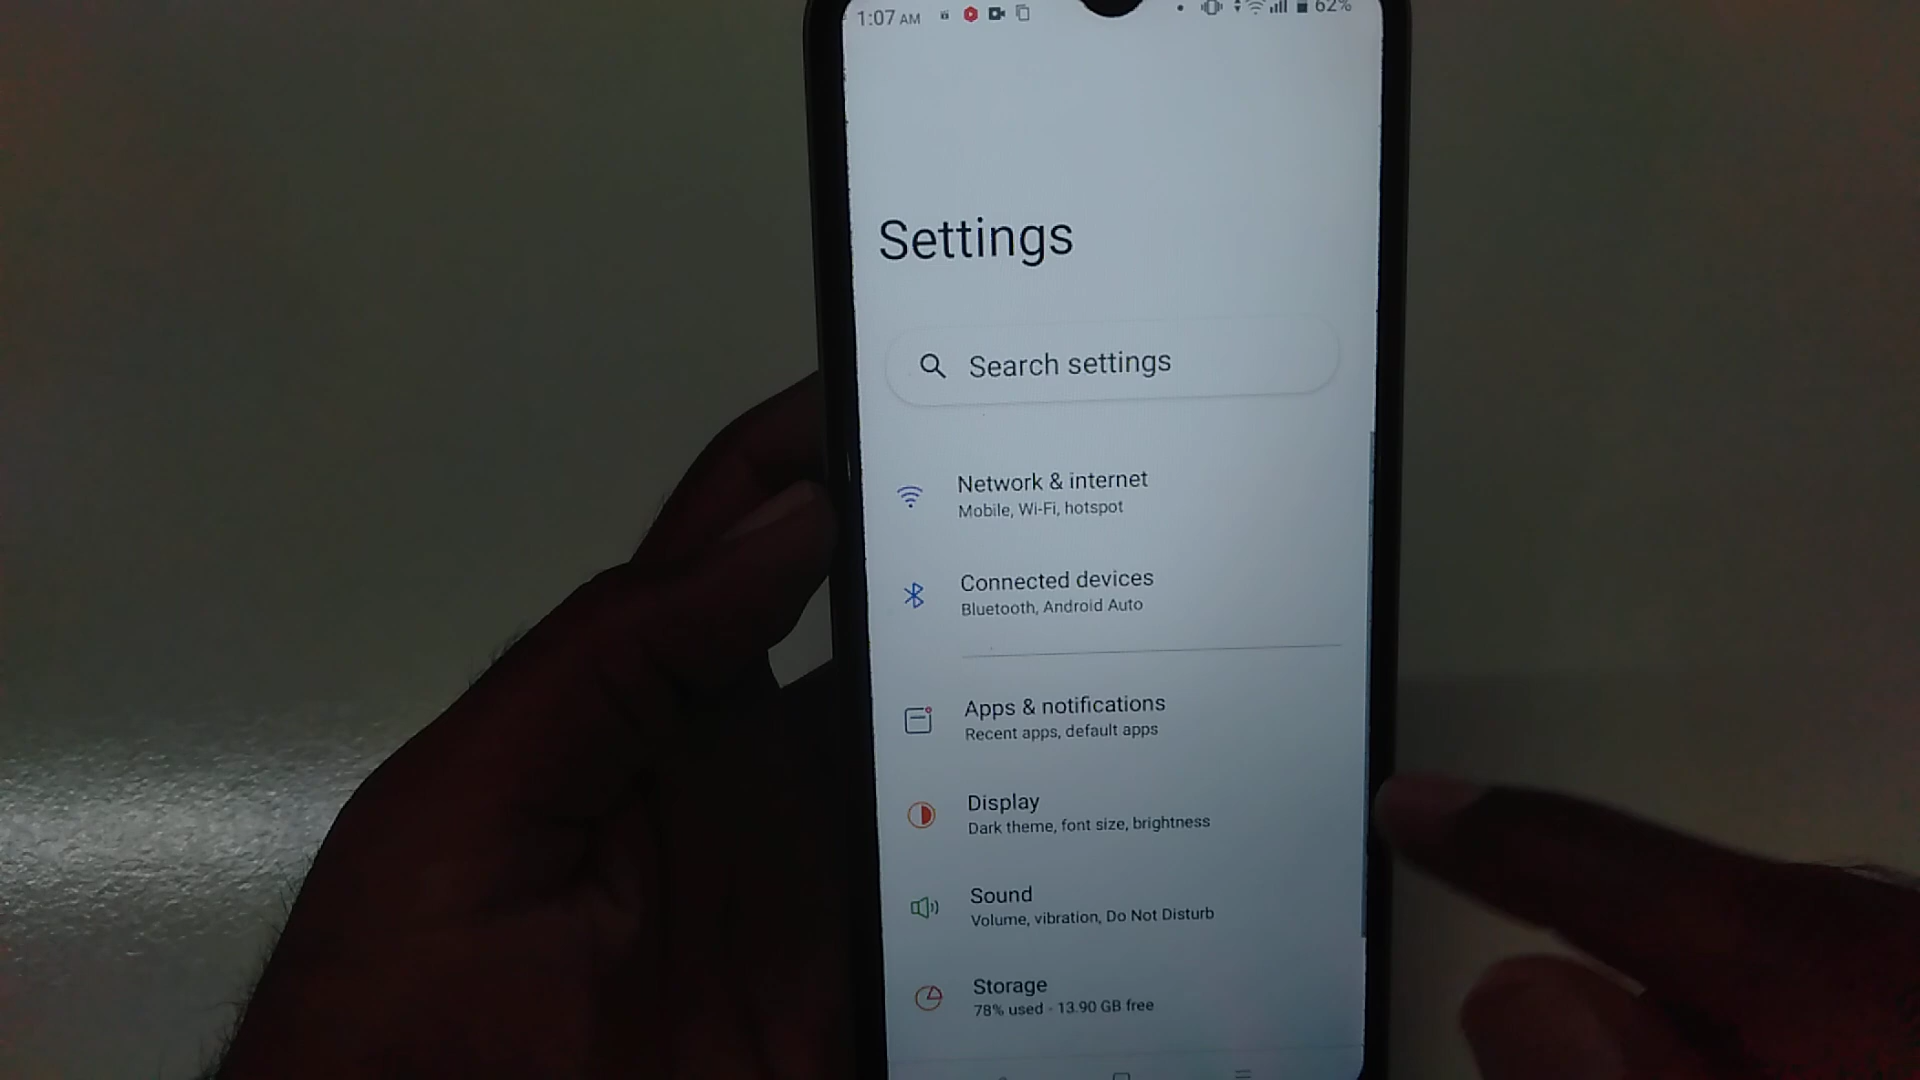 1:07 AM 62%
Settings
Search settings
Network & internet
Mobile, Wi-Fi, hotspot
Connected devices
Bluetooth, Android Auto
Apps & notifications
Recent apps, default apps
Display
Dark theme, font size, brightness
Sound
Volume, vibration, Do Not Disturb
Storage
78% used - 13.90 GB free